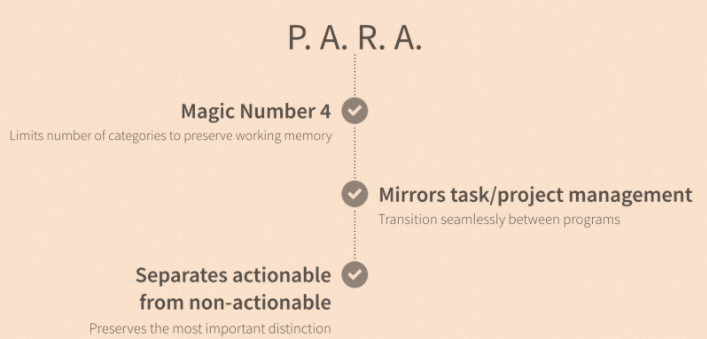 P. A. R. A.
Magic Number 4
Limits number of categories to preserve working memory
Mirrors task/project management
Transition seamlessly between programs
Separates actionable
from non-actionable
Preserves the most important distinction